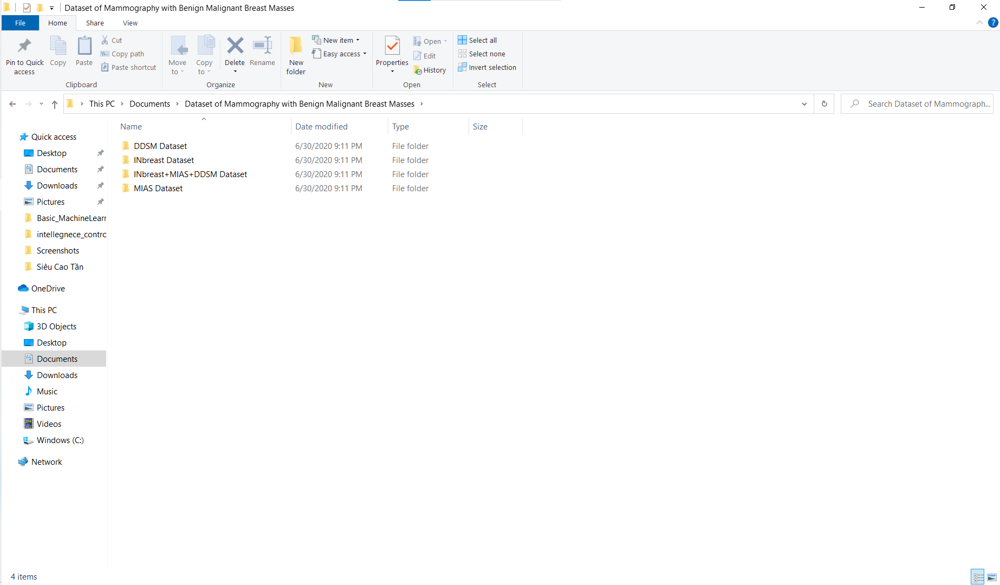 Dataset of Mammography with Benign Malignant Breast Masses
File Home Share View
Pin to Quick access
Copy
Paste
Cut
Copy path
Paste shortcut
Clipboard
Move to
Copy to
Delete
Rename
Organize
New folder
New item
Easy access
New
Properties
Open
Edit
History
Open
Select all
Select none
Invert selection
Select
This PC › Documents › Dataset of Mammography with Benign Malignant Breast Masses ›
Search Dataset of Mammograph...
Quick access
Desktop
Documents
Downloads
Pictures
Basic_MachineLearr
intellegnece_contro
Screenshots
Siêu Cao Tần
OneDrive
This PC
3D Objects
Desktop
Documents
Downloads
Music
Pictures
Videos
Windows (C:)
Network
Name Date modified Type Size
DDSM Dataset 6/30/2020 9:11 PM File folder
INbreast Dataset 6/30/2020 9:11 PM File folder
INbreast+MIAS+DDSM Dataset 6/30/2020 9:11 PM File folder
MIAS Dataset 6/30/2020 9:11 PM File folder
4 items